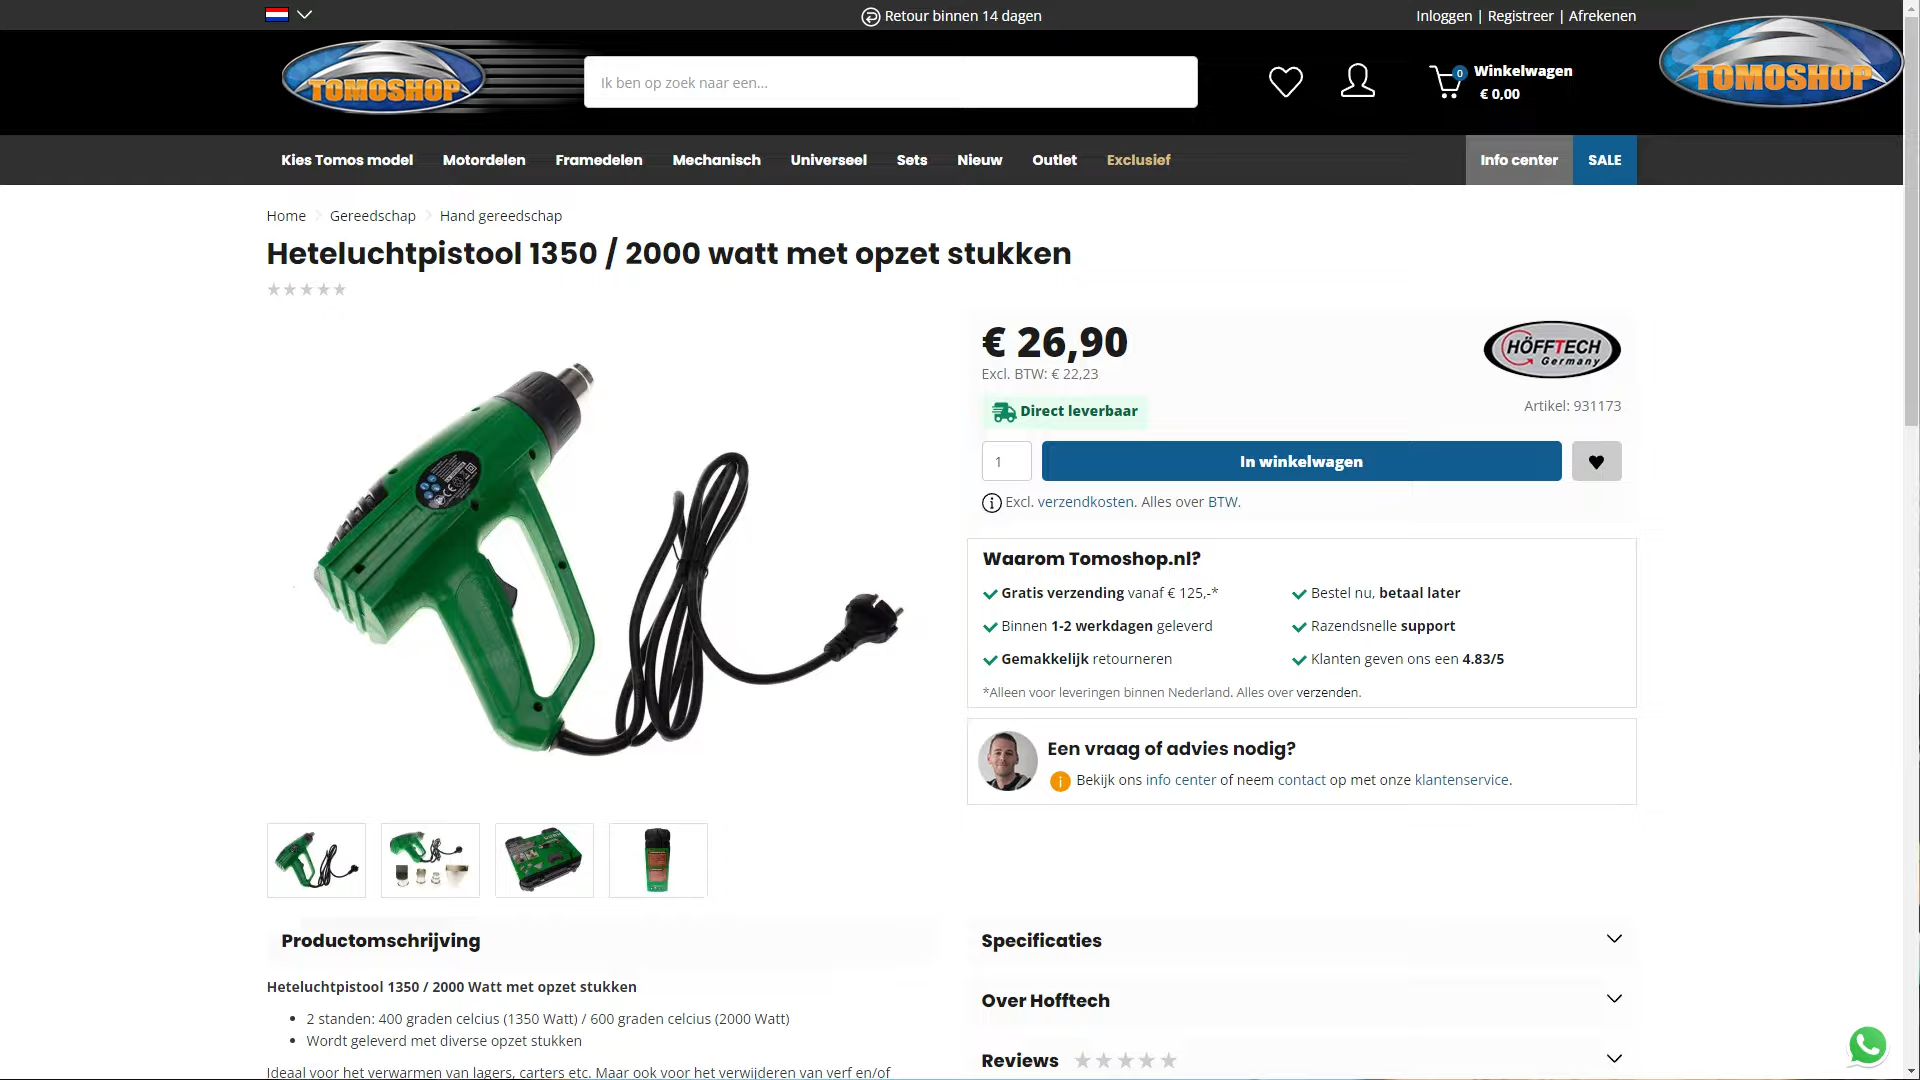 Retour binnen 14 dagen
Inloggen | Registreer | Afrekenen
TOMOSHOP
Ik ben op zoek naar een...
0
Winkelwagen
€ 0,00
TOMOSHOP
Kies Tomos model
Motordelen
Framedelen
Mechanisch
Universeel
Sets
Nieuw
Outlet
Exclusief
Info center
SALE
Home
Gereedschap
Hand gereedschap
Heteluchtpistool 1350 / 2000 watt met opzet stukken
€ 26,90
Excl. BTW: € 22,23
HÖFFTECH
Germany
Direct leverbaar
Artikel: 931173
1
In winkelwagen
Excl. verzendkosten. Alles over BTW.
Waarom Tomoshop.nl?
Gratis verzending vanaf € 125,-*
Bestel nu, betaal later
Binnen 1-2 werkdagen geleverd
Razendsnelle support
Gemakkelijk retourneren
Klanten geven ons een 4.83/5
*Alleen voor leveringen binnen Nederland. Alles over verzenden.
Een vraag of advies nodig?
Bekijk ons info center of neem contact op met onze klantenservice.
Productomschrijving
Heteluchtpistool 1350 / 2000 Watt met opzet stukken
2 standen: 400 graden celcius (1350 Watt) / 600 graden celcius (2000 Watt)
Wordt geleverd met diverse opzet stukken
Ideaal voor het verwarmen van lagers, carters etc. Maar ook voor het verwijderen van verf en/of
Specificaties
Over Hofftech
Reviews